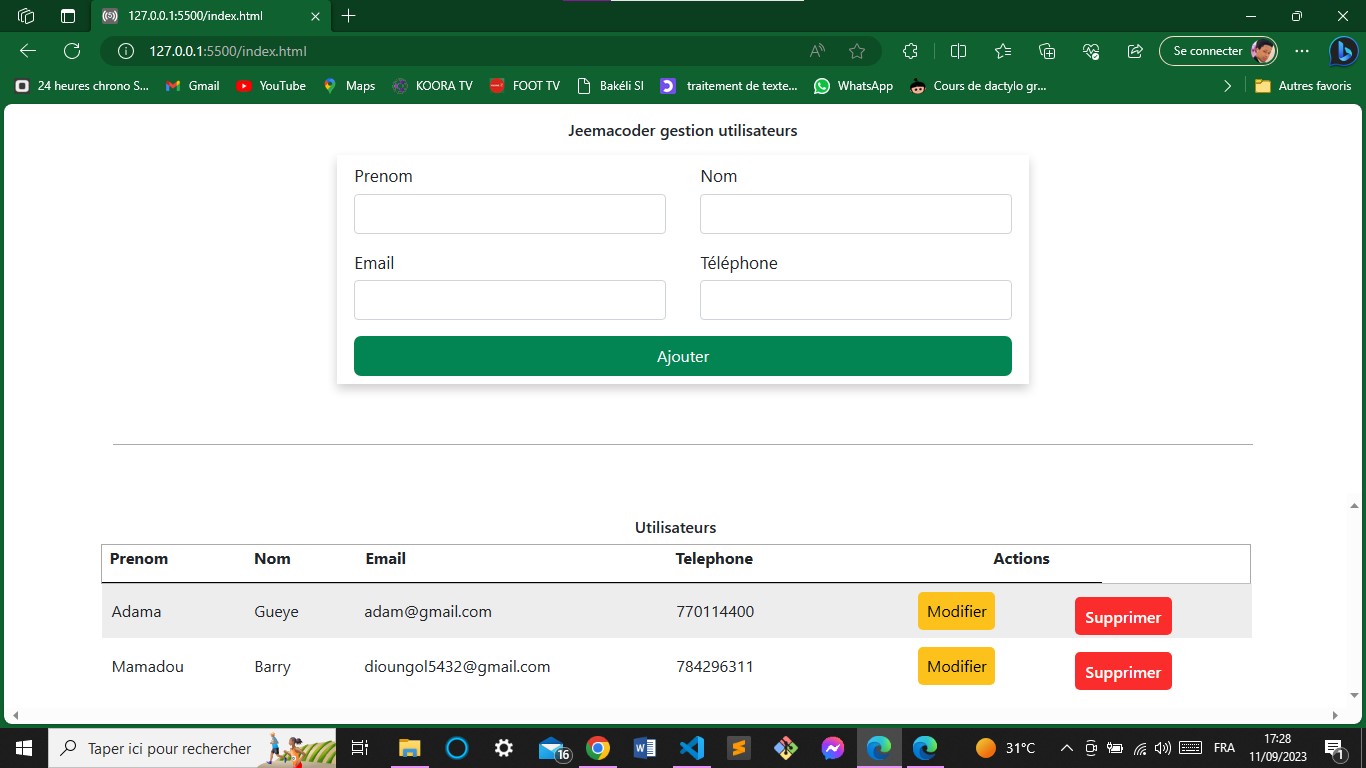 127.0.0.1:5500/index.html
127.0.0.1:5500/index.html
Se connecter
24 heures chrono S... Gmail YouTube Maps KOORA TV FOOT TV Bakéli SI traitement de texte... WhatsApp Cours de dactylo gr... Autres favoris
Jeemacoder gestion utilisateurs
Prenom Nom
Email Téléphone
Ajouter
Utilisateurs
Prenom Nom Email Telephone Actions
Adama Gueye adam@gmail.com 770114400 Modifier Supprimer
Mamadou Barry dioungol5432@gmail.com 784296311 Modifier Supprimer
Taper ici pour rechercher 16 31°C FRA 17:28
11/09/2023 1